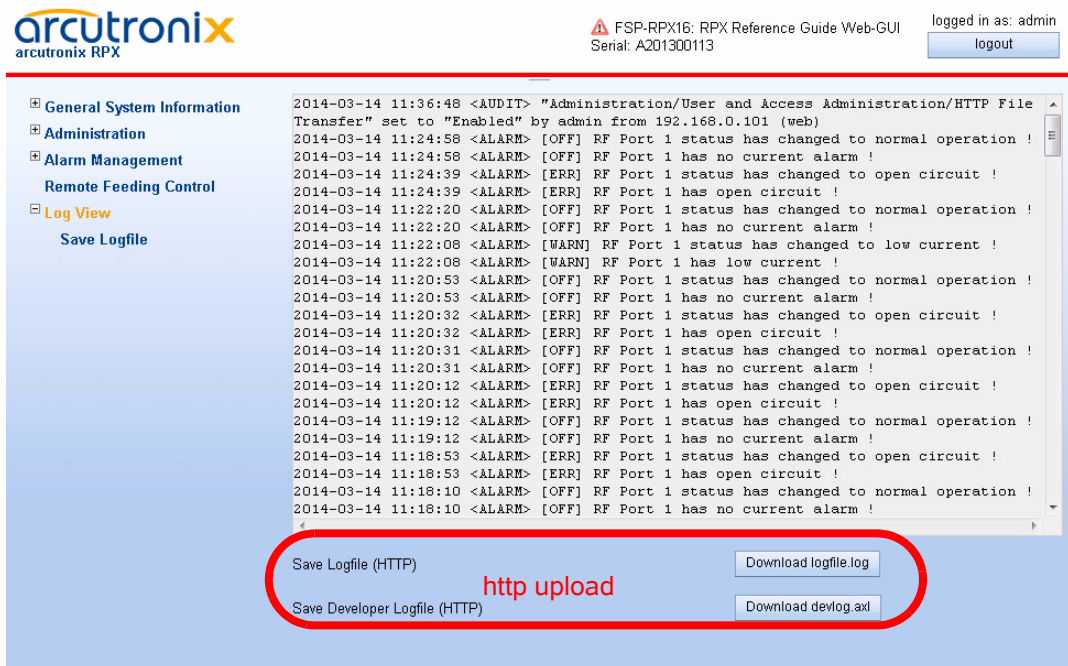 arcutronix
arcutronix RPX
FSP-RPX16: RPX Reference Guide Web-GUI
Serial: A201300113
logged in as: admin
logout
General System Information
Administration
Alarm Management
Remote Feeding Control
Log View
Save Logfile
2014-03-14 11:36:48 <AUDIT> "Administration/User and Access Administration/HTTP File
Transfer" set to "Enabled" by admin from 192.168.0.101 (web)
2014-03-14 11:24:58 <ALARM> [OFF] RF Port 1 status has changed to normal operation !
2014-03-14 11:24:58 <ALARM> [OFF] RF Port 1 has no current alarm !
2014-03-14 11:24:39 <ALARM> [ERR] RF Port 1 status has changed to open circuit !
2014-03-14 11:24:39 <ALARM> [ERR] RF Port 1 has open circuit !
2014-03-14 11:22:20 <ALARM> [OFF] RF Port 1 status has changed to normal operation !
2014-03-14 11:22:20 <ALARM> [OFF] RF Port 1 has no current alarm !
2014-03-14 11:22:08 <ALARM> [WARN] RF Port 1 status has changed to low current !
2014-03-14 11:22:08 <ALARM> [WARN] RF Port 1 has low current !
2014-03-14 11:20:53 <ALARM> [OFF] RF Port 1 status has changed to normal operation !
2014-03-14 11:20:53 <ALARM> [OFF] RF Port 1 has no current alarm !
2014-03-14 11:20:32 <ALARM> [ERR] RF Port 1 status has changed to open circuit !
2014-03-14 11:20:32 <ALARM> [ERR] RF Port 1 has open circuit !
2014-03-14 11:20:31 <ALARM> [OFF] RF Port 1 status has changed to normal operation !
2014-03-14 11:20:31 <ALARM> [OFF] RF Port 1 has no current alarm !
2014-03-14 11:20:12 <ALARM> [ERR] RF Port 1 status has changed to open circuit !
2014-03-14 11:20:12 <ALARM> [ERR] RF Port 1 has open circuit !
2014-03-14 11:19:12 <ALARM> [OFF] RF Port 1 status has changed to normal operation !
2014-03-14 11:19:12 <ALARM> [OFF] RF Port 1 has no current alarm !
2014-03-14 11:18:53 <ALARM> [ERR] RF Port 1 status has changed to open circuit !
2014-03-14 11:18:53 <ALARM> [ERR] RF Port 1 has open circuit !
2014-03-14 11:18:10 <ALARM> [OFF] RF Port 1 status has changed to normal operation !
2014-03-14 11:18:10 <ALARM> [OFF] RF Port 1 has no current alarm !
Save Logfile (HTTP)
Download logfile.log
http upload
Save Developer Logfile (HTTP)
Download devlog.axl